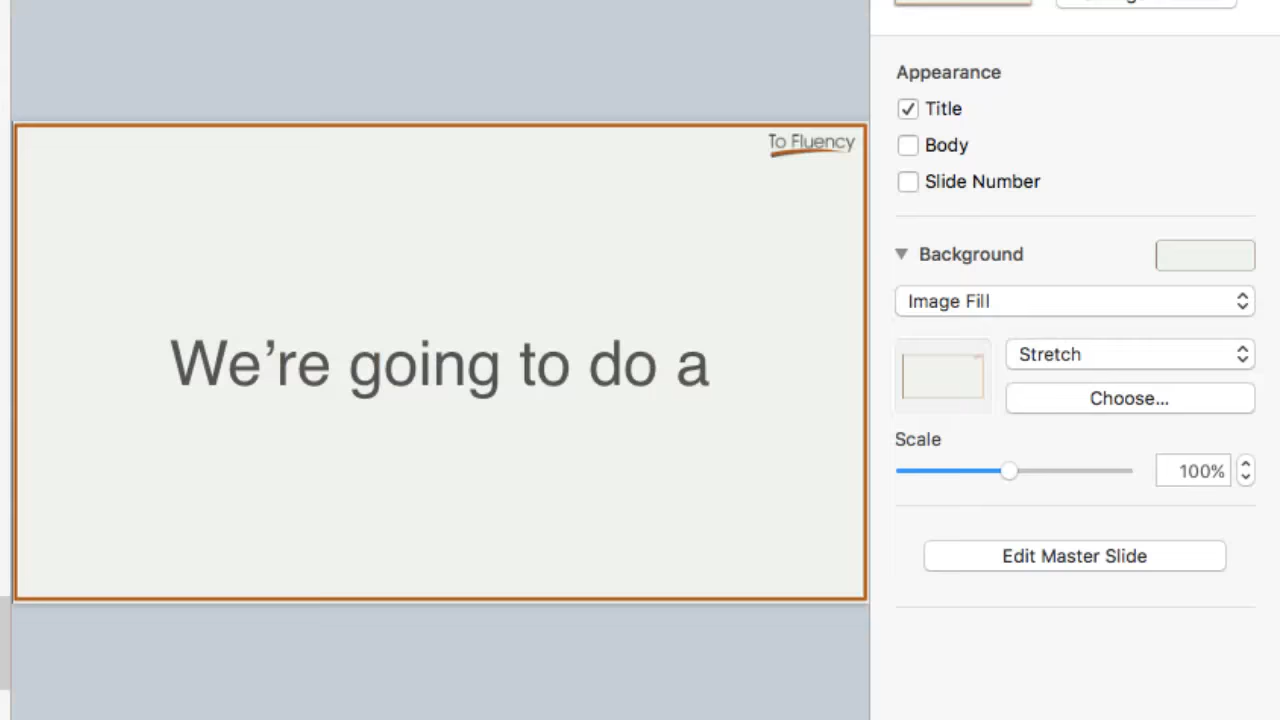 To Fluency
We're going to do a
Appearance
Title
Body
Slide Number
Background
Image Fill
Stretch
Choose...
Scale
100%
Edit Master Slide